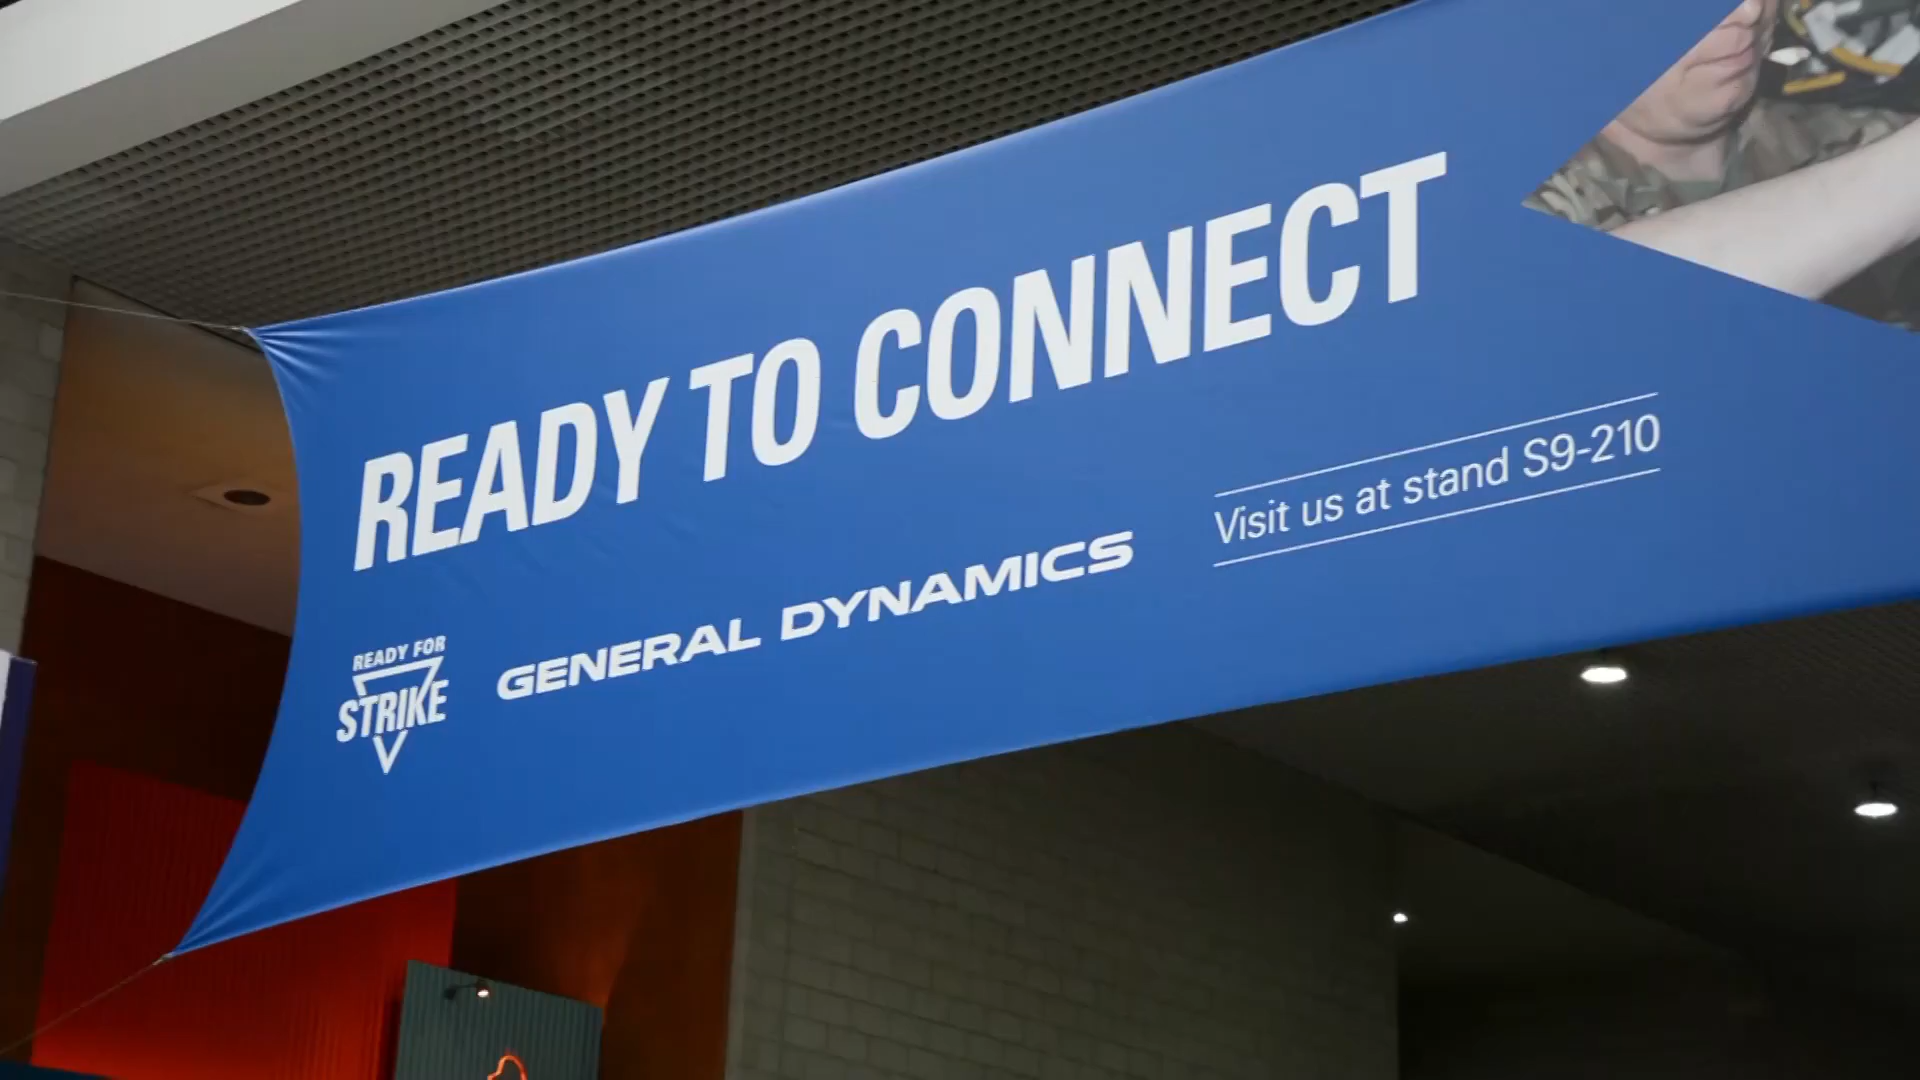 READY TO CONNECT
Visit us at stand S9-210
READY FOR
STRIKE
GENERAL DYNAMICS